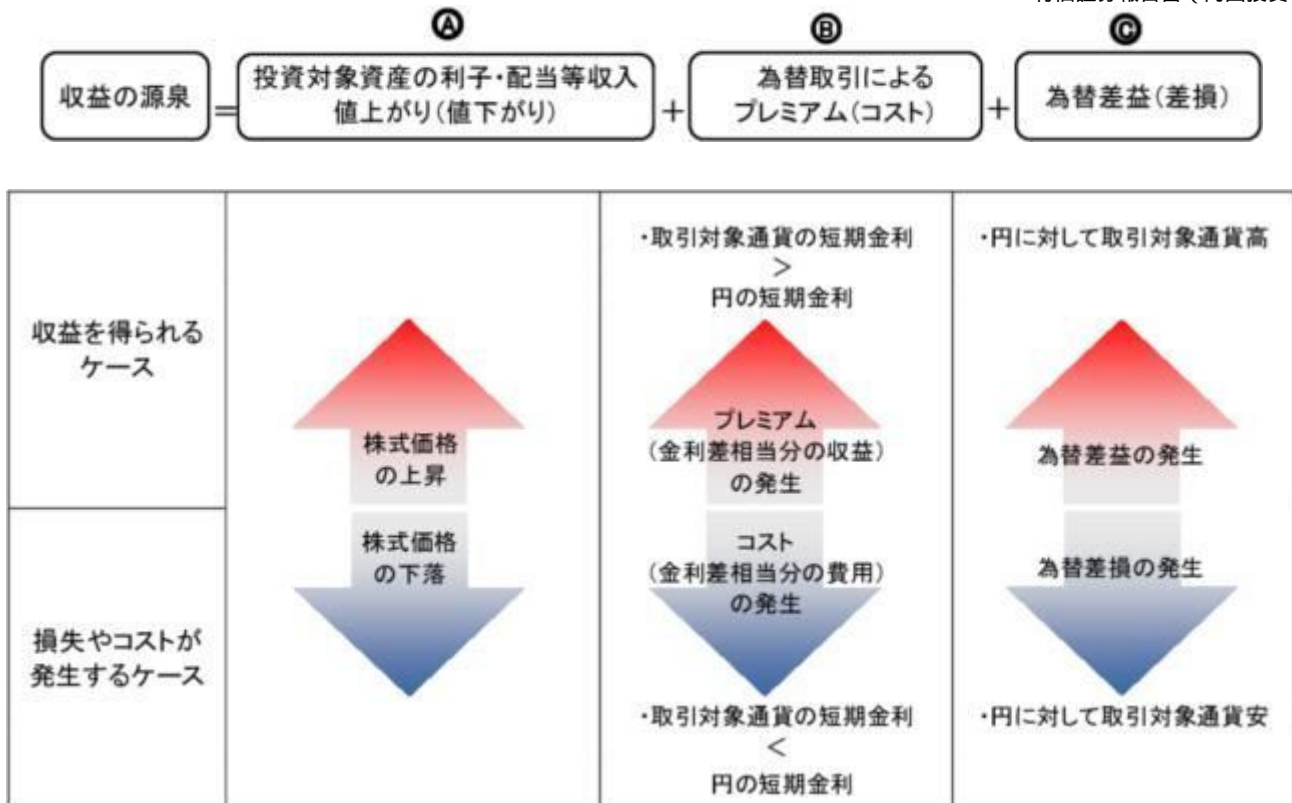 Ⓐ
Ⓑ
Ⓒ
収益の源泉
=
投資対象資産の利子・配当等収入
値上がり(値下がり)
+
為替取引による
プレミアム(コスト)
+
為替差益(差損)
収益を得られる
ケース
株式価格
の上昇
・取引対象通貨の短期金利
>
円の短期金利
プレミアム
(金利差相当分の収益)
の発生
・円に対して取引対象通貨高
為替差益の発生
損失やコストが
発生するケース
株式価格
の下落
コスト
(金利差相当分の費用)
の発生
・取引対象通貨の短期金利
<
円の短期金利
為替差損の発生
・円に対して取引対象通貨安